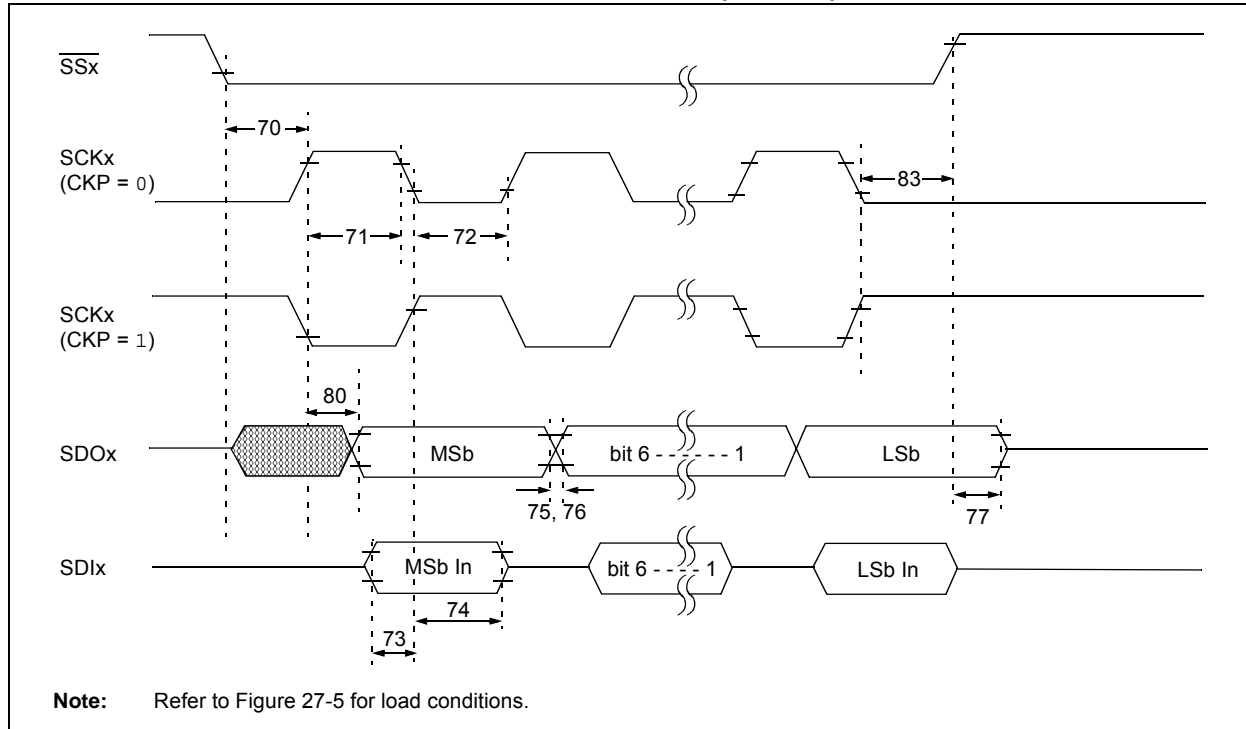 SSx
70
SCKx
(CKP = 0)
83
71
72
SCKx
(CKP = 1)
80
SDOx
MSb
bit 6 - - - - - - 1
LSb
75, 76
77
SDIx
MSb In
bit 6 - - - - 1
LSb In
74
73
Note: Refer to Figure 27-5 for load conditions.